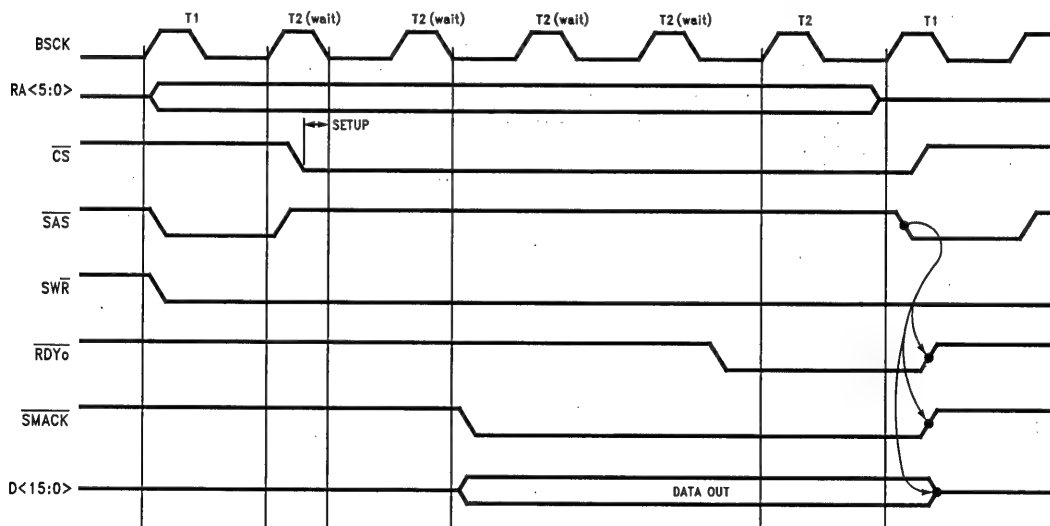 T1 T2 (wait) T2 (wait) T2 (wait) T2 (wait) T2 T1
BSCK
RA<5:0>
SETUP
CS
SAS
SWR
RDYo
SMACK
D<15:0> DATA OUT